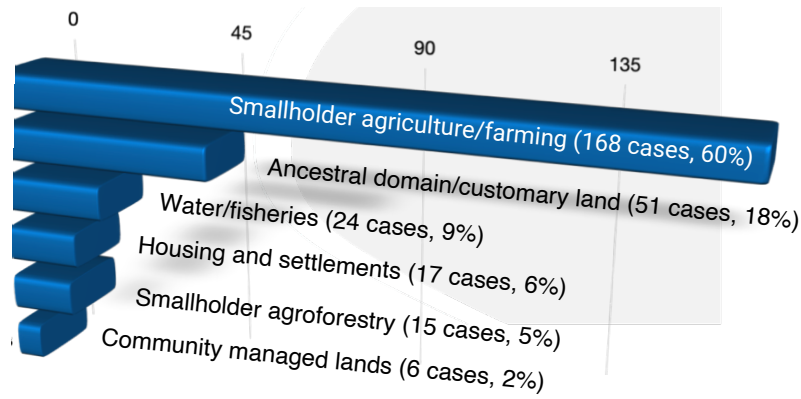 0
45
90
135
Smallholder agriculture/farming (168 cases, 60%)
Ancestral domain/customary land (51 cases, 18%)
Water/fisheries (24 cases, 9%)
Housing and settlements (17 cases, 6%)
Smallholder agroforestry (15 cases, 5%)
Community managed lands (6 cases, 2%)